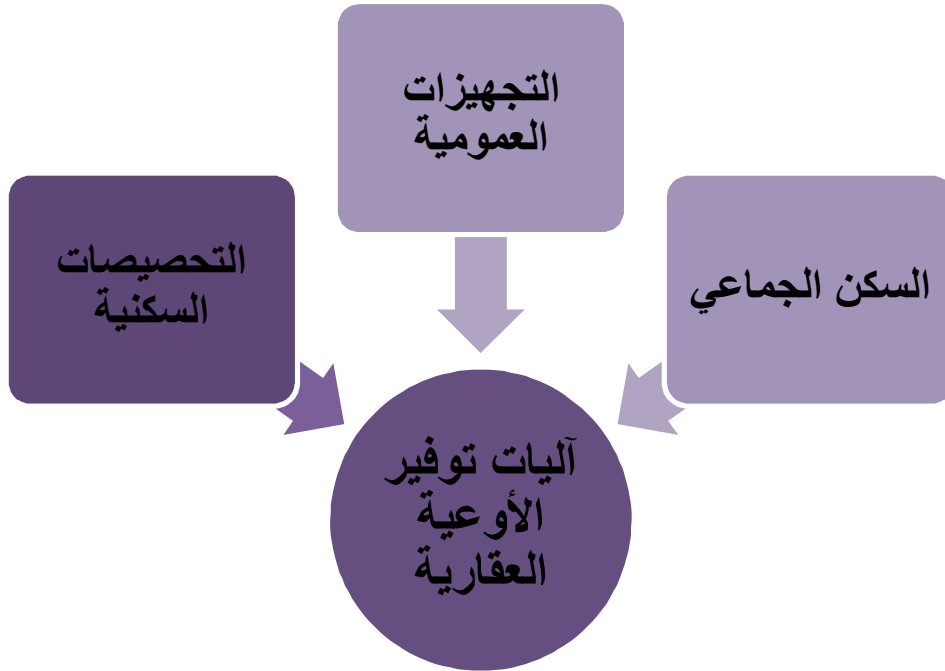 التجهيزات
العمومية
السكن الجماعي
التحصيصات
السكنية
آليات توفير
الأوعية
العقارية